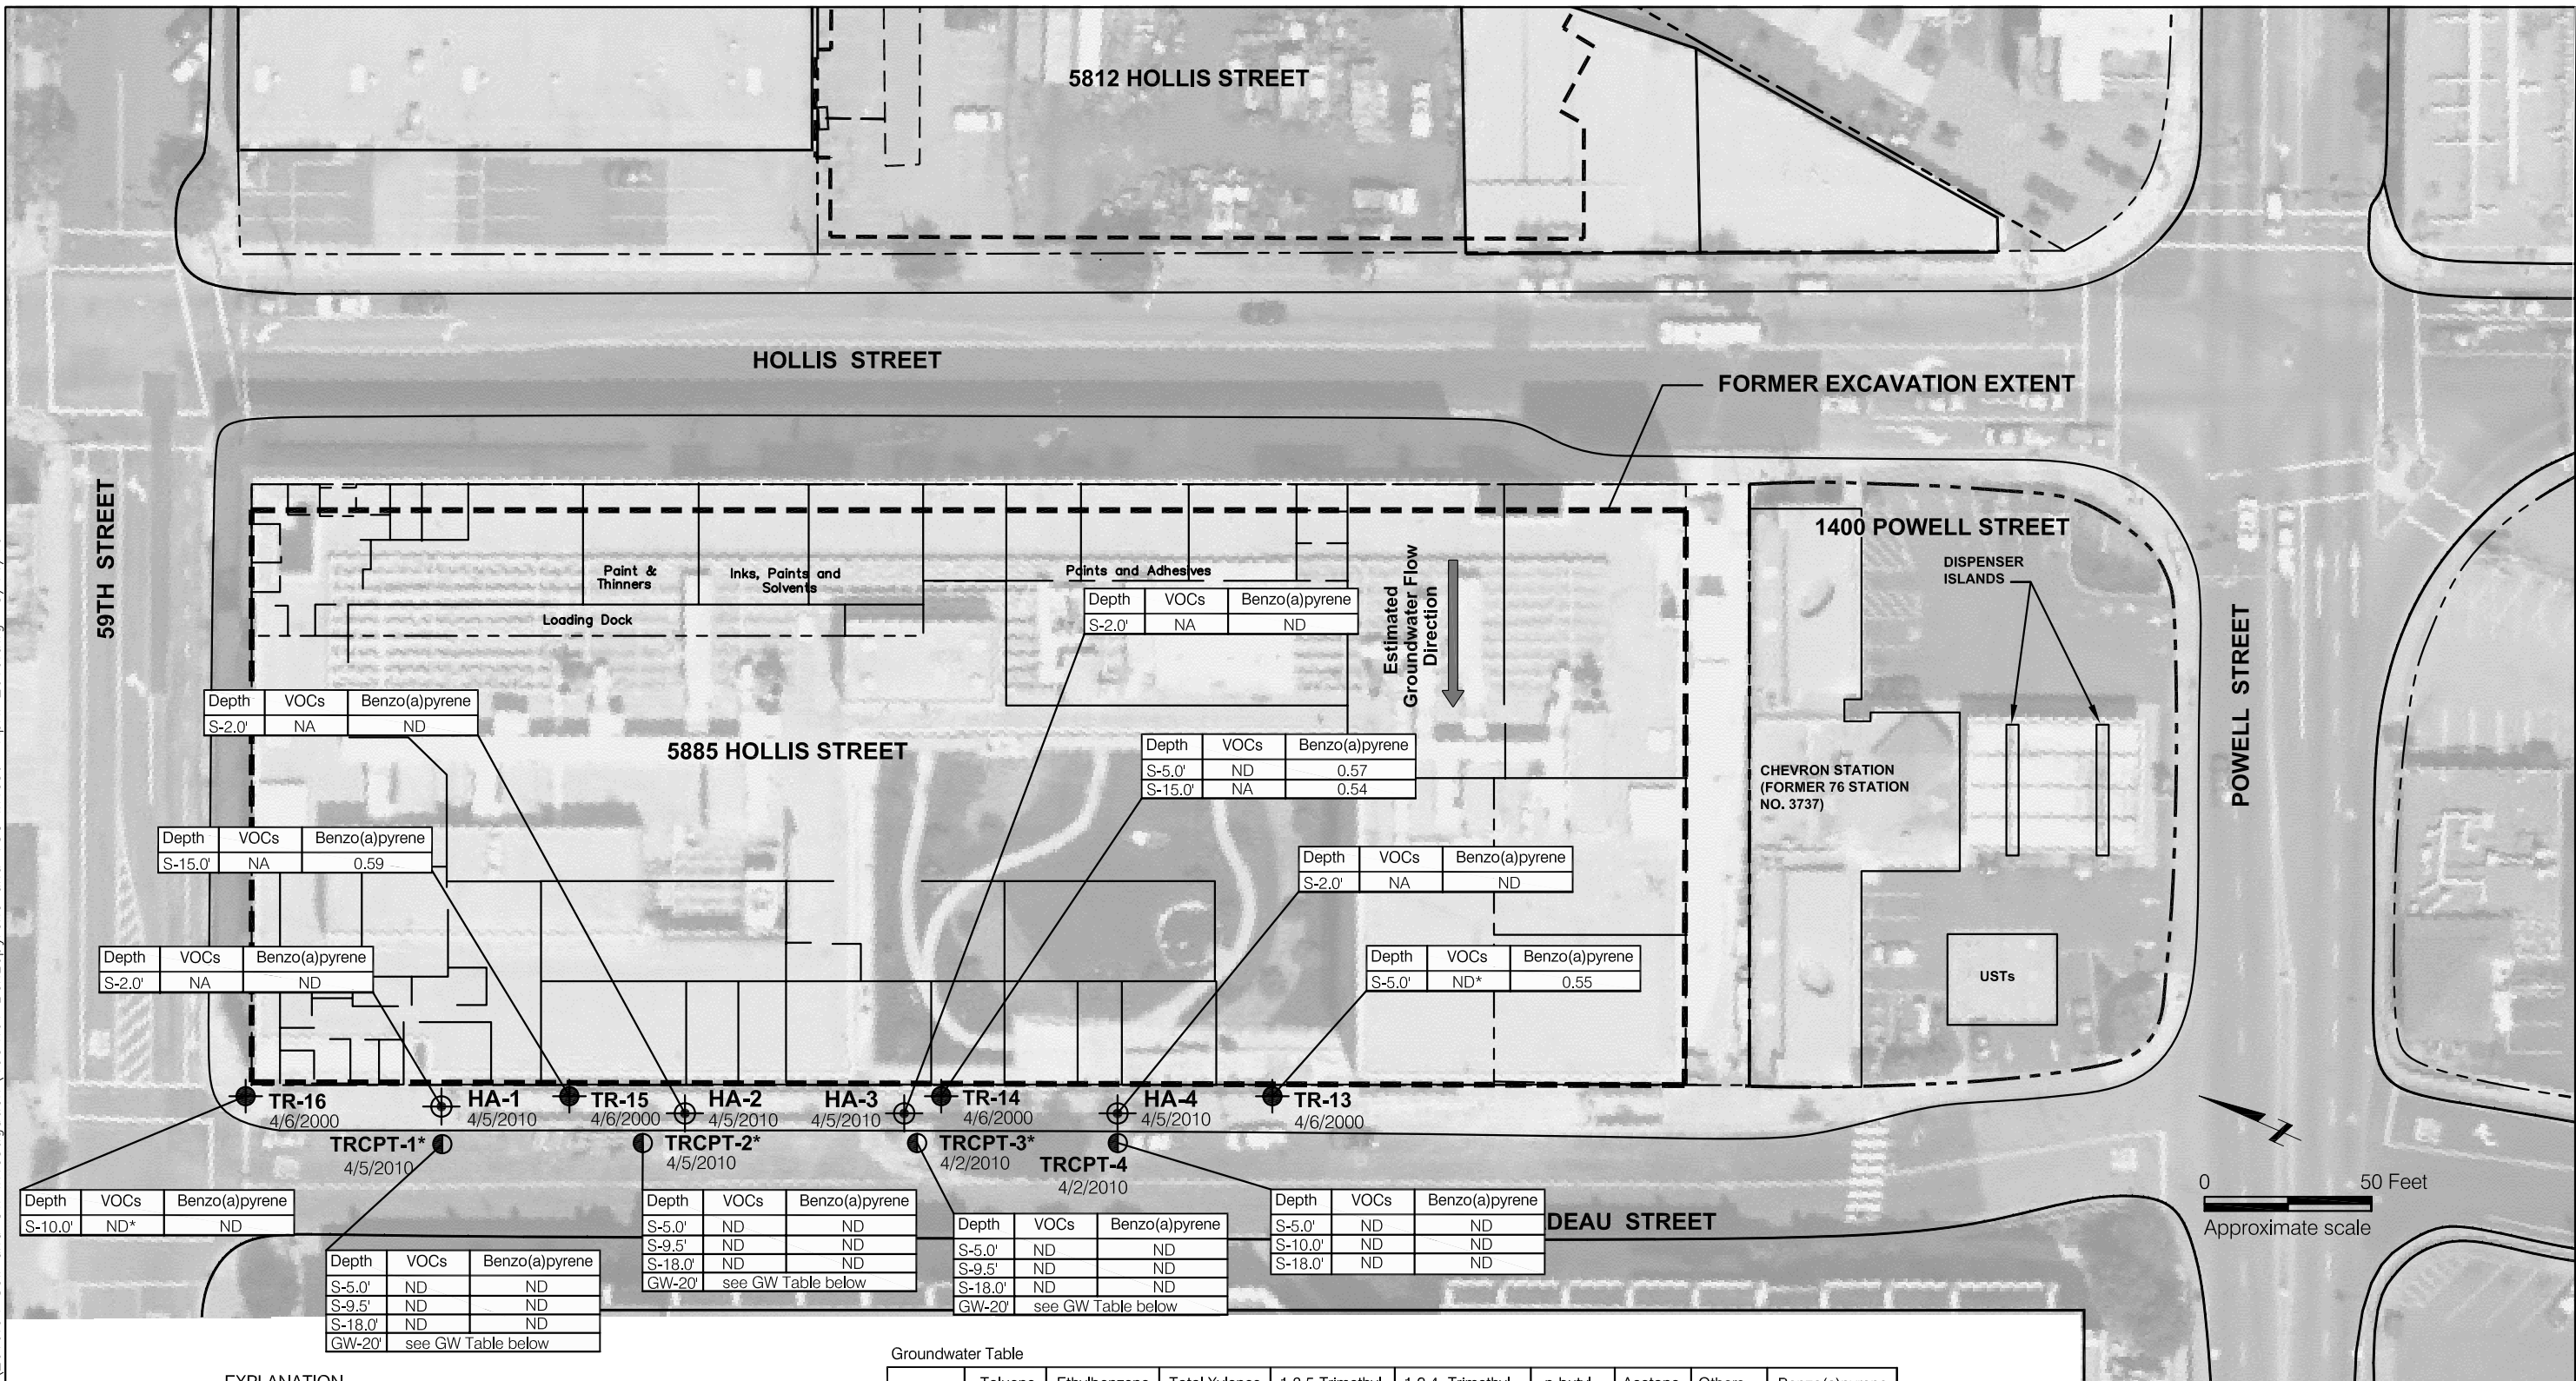 5812 HOLLIS STREET
HOLLIS STREET
FORMER EXCAVATION EXTENT
59TH STREET
1400 POWELL STREET
DISPENSER
ISLANDS
Paint &
Thinners
Inks, Paints and
Solvents
Paints and Adhesives
Loading Dock
Estimated
Groundwater Flow
Direction
Depth VOCs Benzo(a)pyrene
S-2.0' NA ND
POWELL STREET
Depth VOCs Benzo(a)pyrene
S-2.0' NA ND
5885 HOLLIS STREET
Depth VOCs Benzo(a)pyrene
S-5.0' ND 0.57
S-15.0' NA 0.54
CHEVRON STATION
(FORMER 76 STATION
NO. 3737)
Depth VOCs Benzo(a)pyrene
S-15.0' NA 0.59
Depth VOCs Benzo(a)pyrene
S-2.0' NA ND
Depth VOCs Benzo(a)pyrene
S-2.0' NA ND
Depth VOCs Benzo(a)pyrene
S-5.0' ND* 0.55
USTs
TR-16
4/6/2000
HA-1
4/5/2010
TR-15
4/6/2000
HA-2
4/5/2010
HA-3
4/5/2010
TR-14
4/6/2000
HA-4
4/5/2010
TR-13
4/6/2000
TRCPT-1*
4/5/2010
TRCPT-2*
4/5/2010
TRCPT-3*
4/2/2010
TRCPT-4
4/2/2010
0 50 Feet
Approximate scale
Depth VOCs Benzo(a)pyrene
S-10.0' ND* ND
Depth VOCs Benzo(a)pyrene
S-5.0' ND ND
S-9.5' ND ND
S-18.0' ND ND
GW-20' see GW Table below
Depth VOCs Benzo(a)pyrene
S-5.0' ND ND
S-9.5' ND ND
S-18.0' ND ND
GW-20' see GW Table below
Depth VOCs Benzo(a)pyrene
S-5.0' ND ND
S-9.5' ND ND
S-18.0' ND ND
GW-20' see GW Table below
Depth VOCs Benzo(a)pyrene
S-5.0' ND ND
S-10.0' ND ND
S-18.0' ND ND
DEAU STREET
Groundwater Table